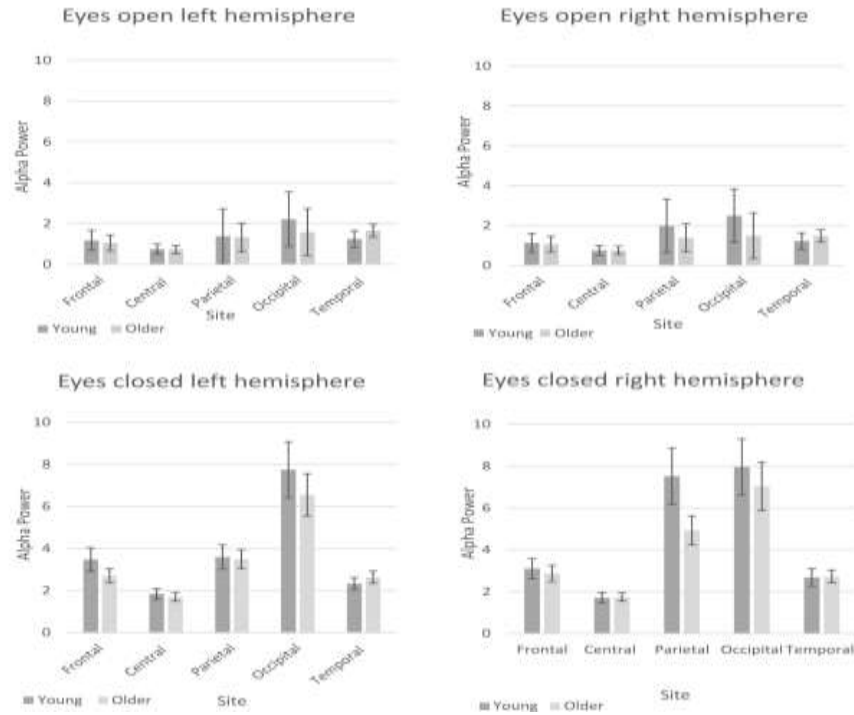 Eyes open left hemisphere
10
8
6
4
2
0
Alpha Power
Frontal
Central
Parietal
Occipital
Temporal
Site
Young Older
Eyes open right hemisphere
10
8
6
4
2
0
Alpha Power
Frontal
Central
Parietal
Occipital
Temporal
Site
Young Older
Eyes closed left hemisphere
10
8
6
4
2
0
Alpha Power
Frontal
Central
Parietal
Occipital
Temporal
Site
Young Older
Eyes closed right hemisphere
10
8
6
4
2
0
Alpha Power
Frontal Central Parietal Occipital Temporal
Site
Young Older